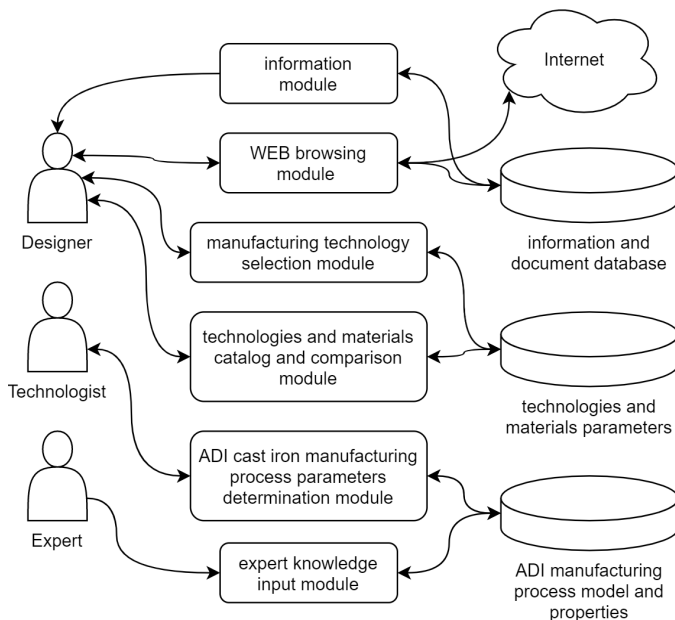 information
module
Internet
WEB browsing
module
Designer
manufacturing technology
selection module
information and
document database
technologies and materials
catalog and comparison
module
Technologist
technologies and
materials parameters
ADI cast iron manufacturing
process parameters
determination module
Expert
expert knowledge
input module
ADI manufacturing
process model and
properties